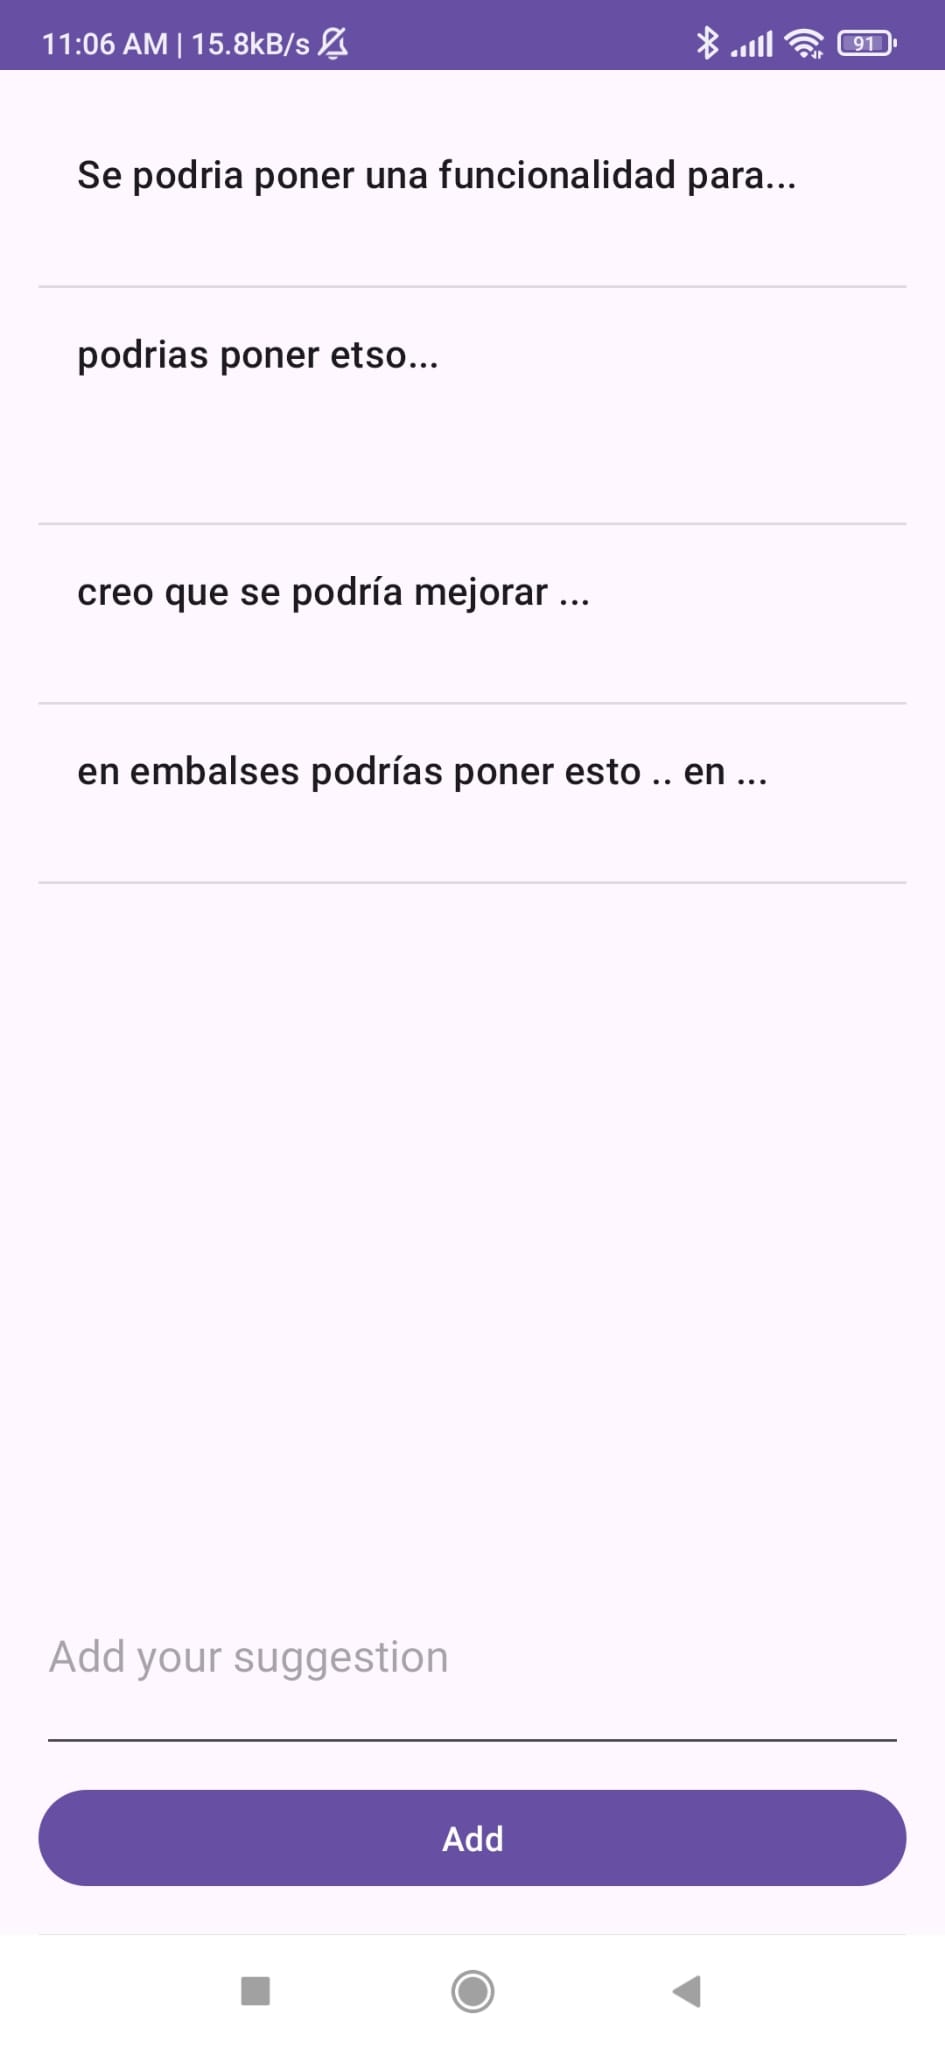 11:06 AM | 15.8kB/s
91
Se podria poner una funcionalidad para...
podrias poner etso...
creo que se podría mejorar ...
en embalses podrías poner esto .. en ...
Add your suggestion
Add